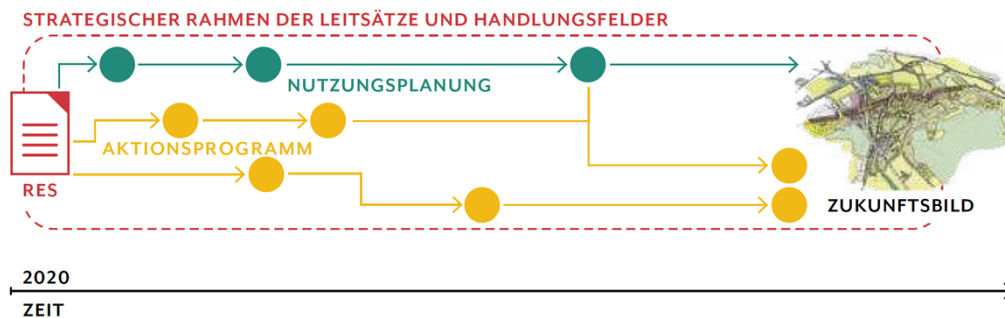 STRATEGISCHER RAHMEN DER LEITSÄTZE UND HANDLUNGSFELDER
NUTZUNGSPLANUNG
AKTIONSPROGRAMM
RES
ZUKUNFTSBILD
2020
ZEIT